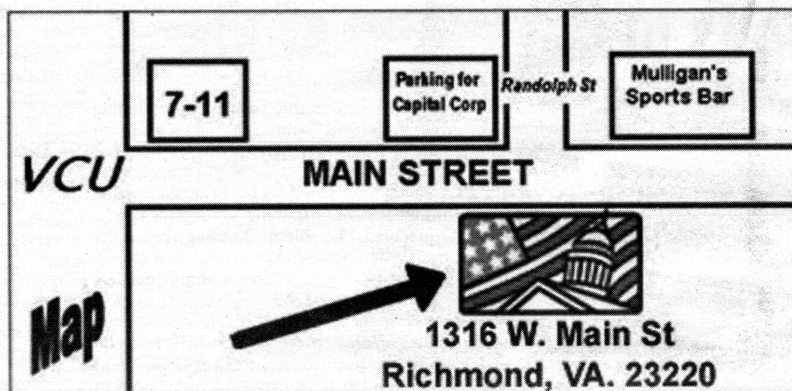 7-11
Parking for
Capital Corp
Randolph St
Mulligan's
Sports Bar
VCU
MAIN STREET
Map
1316 W. Main St
Richmond, VA. 23220